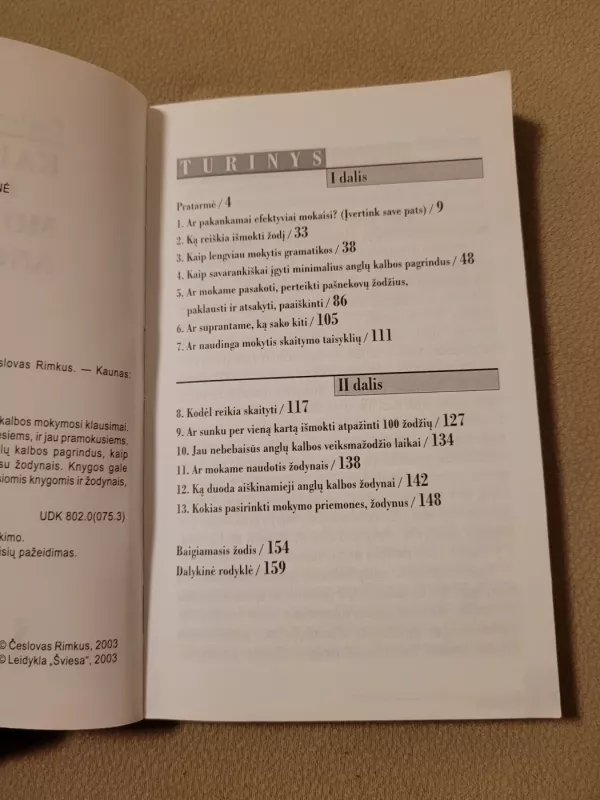 NĖ
slovas Rimkus. — Kaunas:
kalbos mokymosi klausimai.
esiems, ir jau pramokusiems,
lų kalbos pagrindus, kaip
su žodynais. Knygos gale
siomis knygomis ir žodynais,
UDK 802.0(075.3)
kimo.
isių pažeidimas.
© Česlovas Rimkus, 2003
© Leidykla „Šviesa“, 2003
TURINYS
I dalis
Pratarmė / 4
1. Ar pakankamai efektyviai mokaisi? (Įvertink save pats) / 9
2. Ką reiškia išmokti žodį / 33
3. Kaip lengviau mokytis gramatikos / 38
4. Kaip savarankiškai įgyti minimalius anglų kalbos pagrindus / 48
5. Ar mokame pasakoti, perteikti pašnekovų žodžius,
paklausti ir atsakyti, paaiškinti / 86
6. Ar suprantame, ką sako kiti / 105
7. Ar naudinga mokytis skaitymo taisyklių / 111
II dalis
8. Kodėl reikia skaityti / 117
9. Ar sunku per vieną kartą išmokti atpažinti 100 žodžių / 127
10. Jau nebebaisūs anglų kalbos veiksmažodžio laikai / 134
11. Ar mokame naudotis žodynais / 138
12. Ką duoda aiškinamieji anglų kalbos žodynai / 142
13. Kokias pasirinkti mokymo priemones, žodynus / 148
Baigiamasis žodis / 154
Dalykinė rodyklė / 159